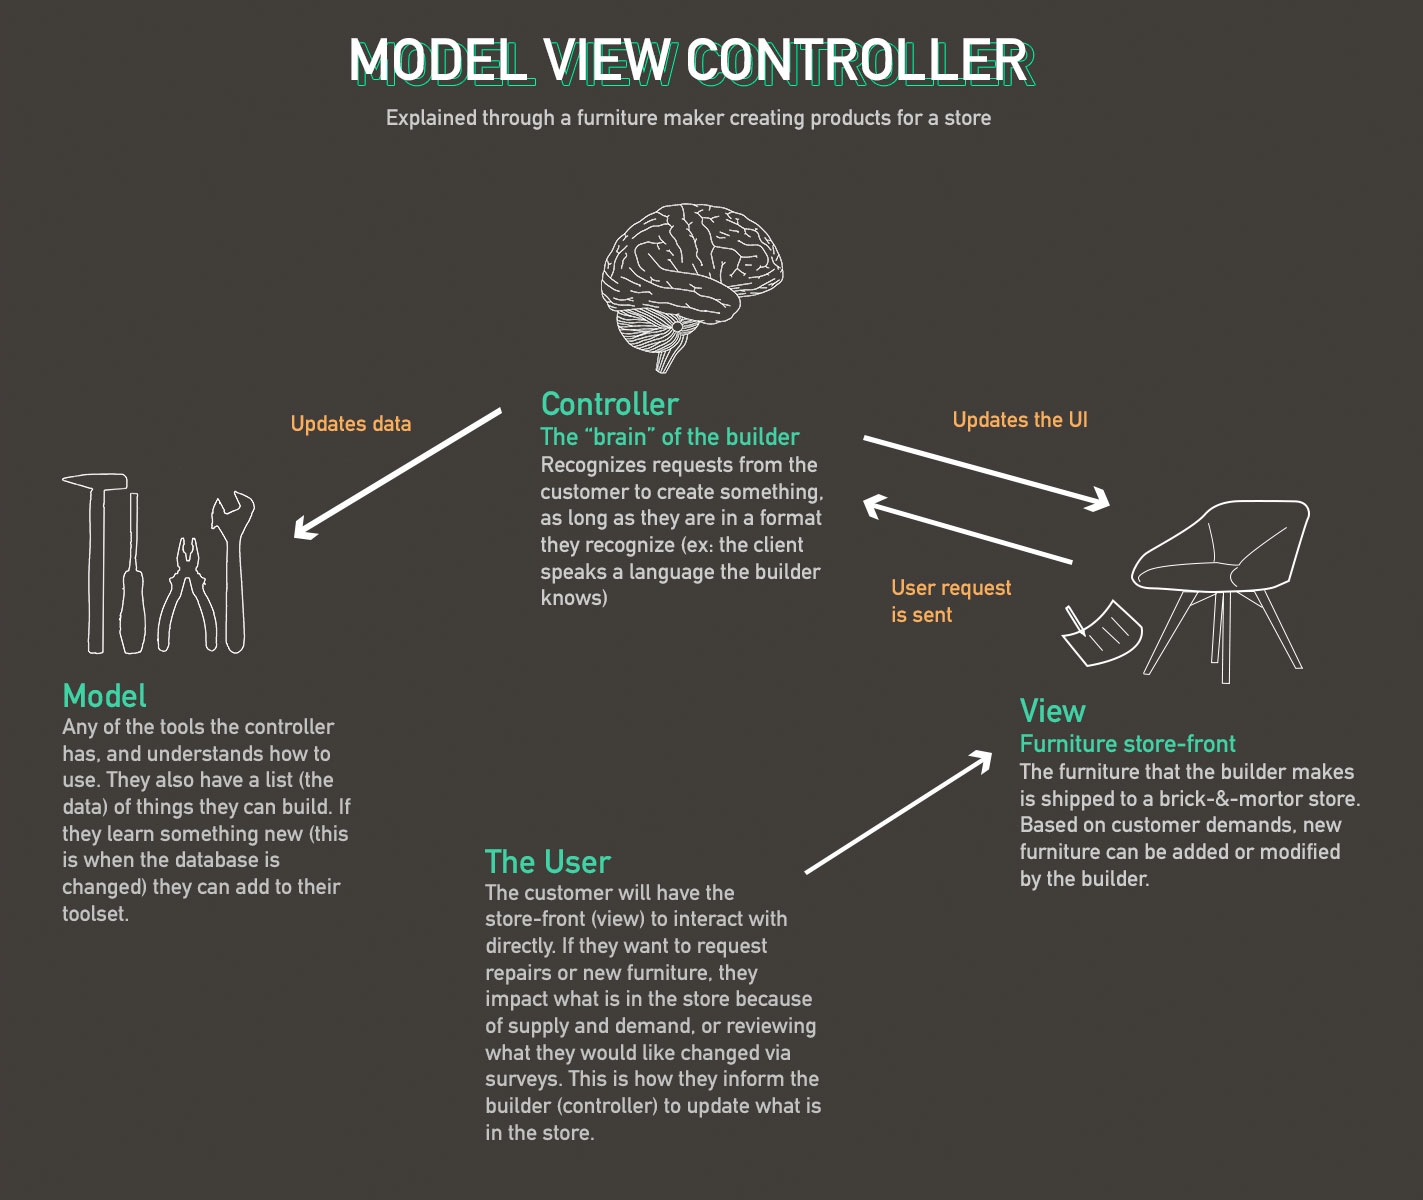 MODEL VIEW CONTROLLER
Explained through a furniture maker creating products for a store
Controller
The “brain” of the builder
Recognizes requests from the
customer to create something,
as long as they are in a format
they recognize (ex: the client
speaks a language the builder
knows)
Updates data
Updates the UI
User request
is sent
Model
Any of the tools the controller
has, and understands how to
use. They also have a list (the
data) of things they can build. If
they learn something new (this
is when the database is
changed) they can add to their
toolset.
View
Furniture store-front
The furniture that the builder makes
is shipped to a brick-&-mortor store.
Based on customer demands, new
furniture can be added or modified
by the builder.
The User
The customer will have the
store-front (view) to interact with
directly. If they want to request
repairs or new furniture, they
impact what is in the store because
of supply and demand, or reviewing
what they would like changed via
surveys. This is how they inform the
builder (controller) to update what is
in the store.